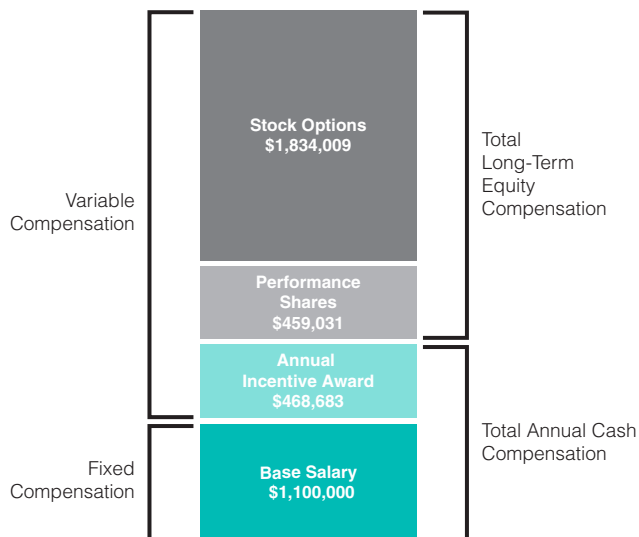 Stock Options
$1,834,009
Total
Long-Term
Equity
Compensation
Variable
Compensation
Performance
Shares
$459,031
Annual
Incentive Award
$468,683
Total Annual Cash
Compensation
Fixed
Compensation
Base Salary
$1,100,000